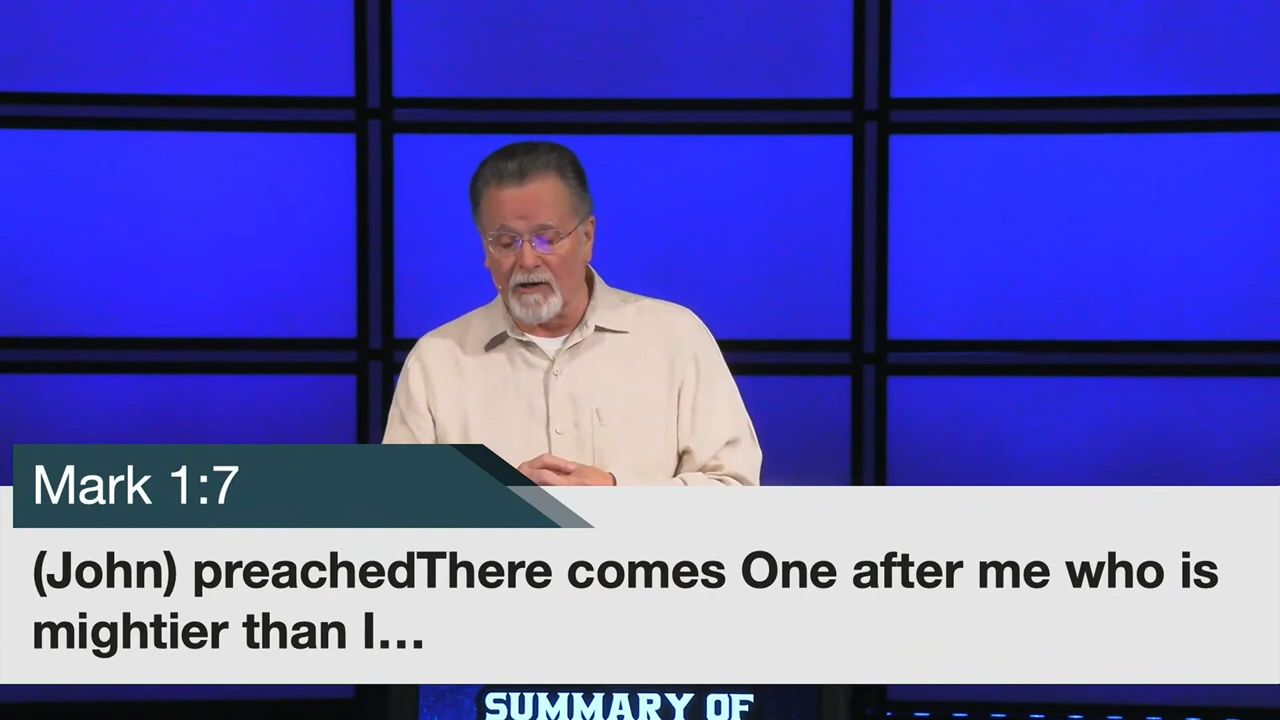 Mark 1:7
(John) preachedThere comes One after me who is
mightier than I...
SUMMARY OF